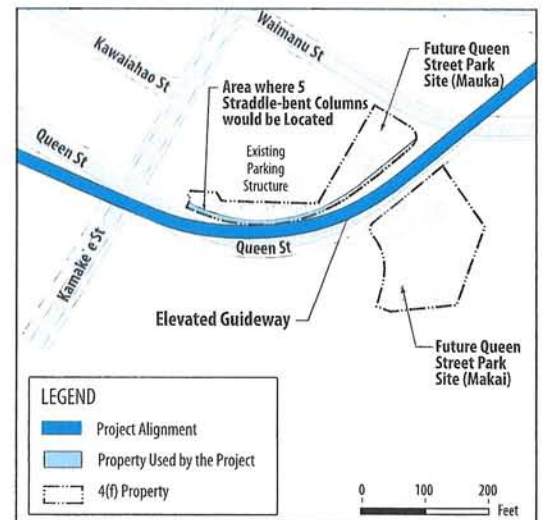 Waimanu St
Kawaiahao St
Future Queen
Street Park
Site (Mauka)
Area where 5
Straddle-bent Columns
would be Located
Existing
Parking
Structure
Queen St
Queen St
Kamake'e St
Elevated Guideway
Future Queen
Street Park
Site (Makai)
LEGEND
Project Alignment
Property Used by the Project
4(f) Property
0 100 200
Feet